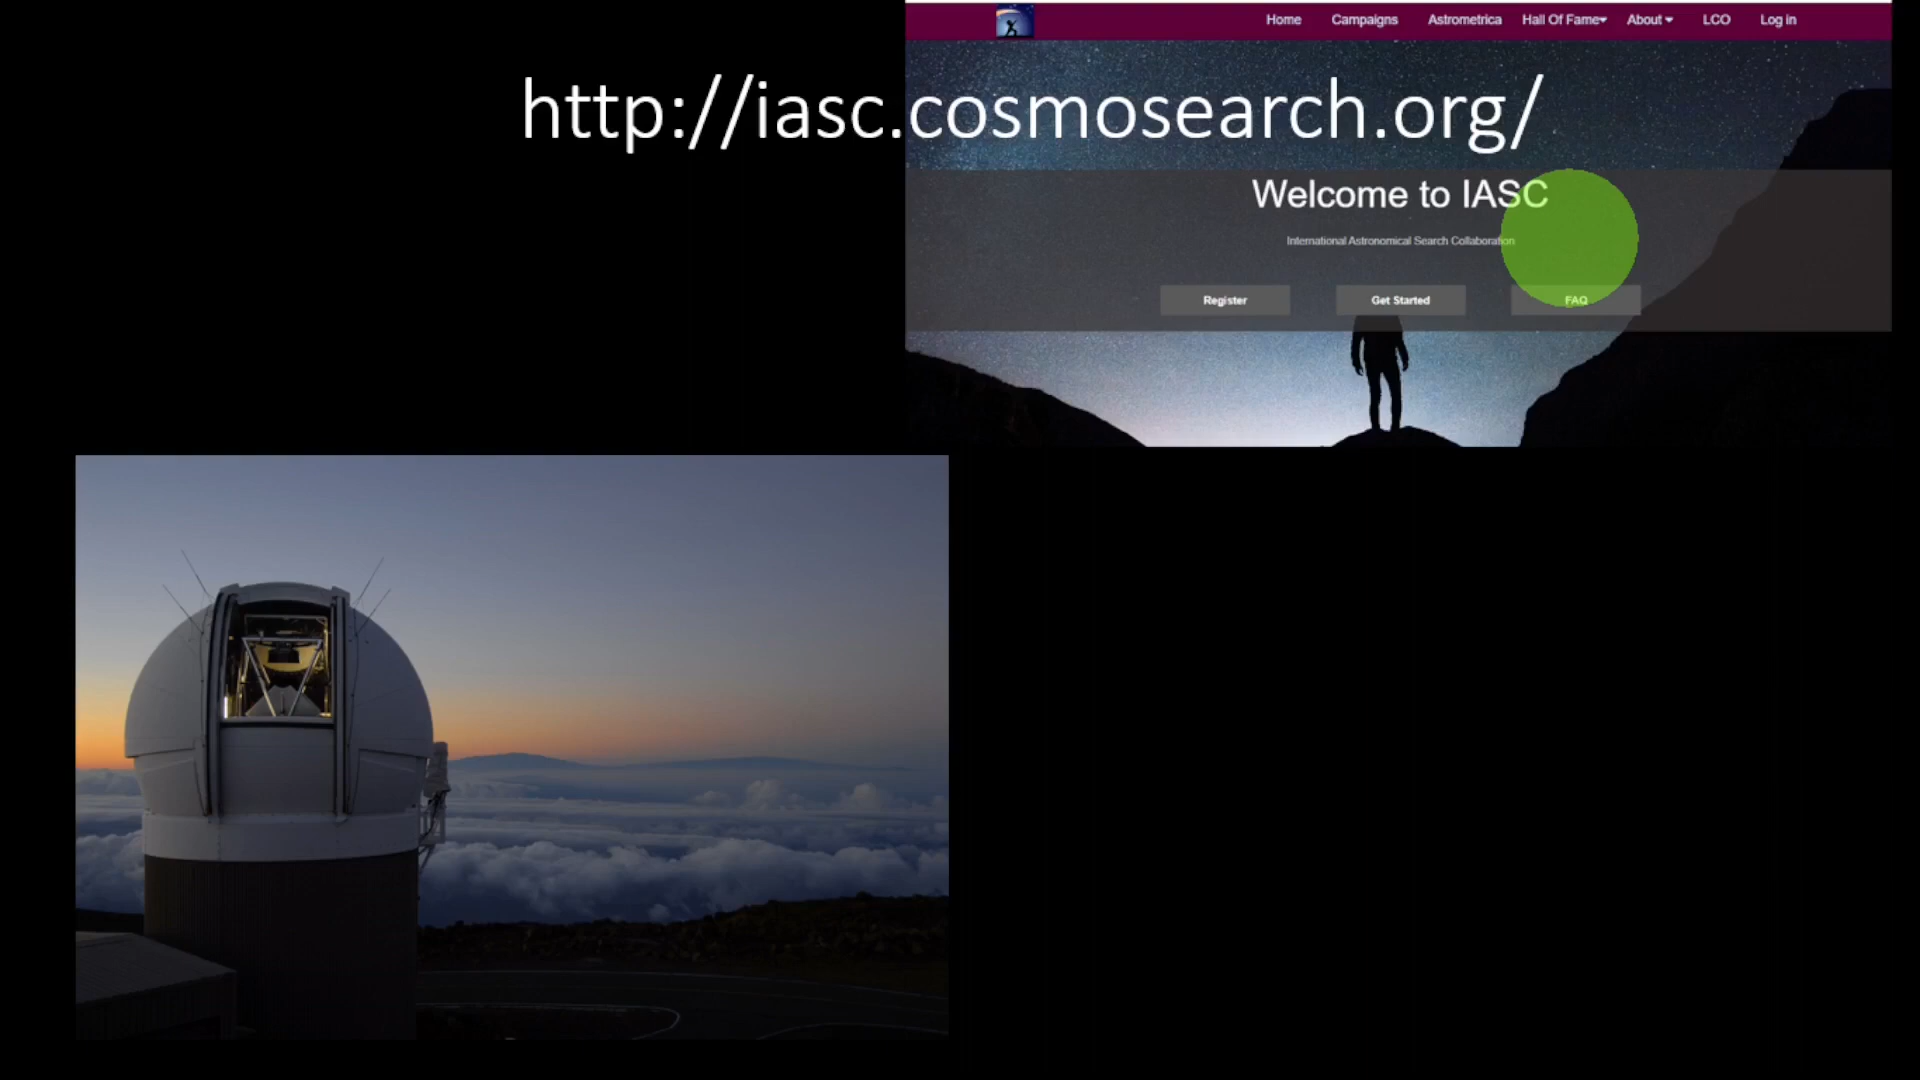 Home Campaigns Astrometrica Hall Of Fame About LCO Log in
http://iasc.cosmosearch.org/
Welcome to IASC
International Astronomical Search Collaboration
Register Get Started FAQ